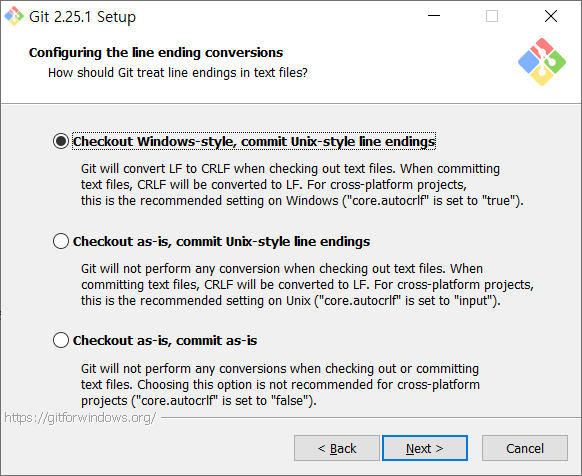 Git 2.25.1 Setup
Configuring the line ending conversions
How should Git treat line endings in text files?
Checkout Windows-style, commit Unix-style line endings
Git will convert LF to CRLF when checking out text files. When committing
text files, CRLF will be converted to LF. For cross-platform projects,
this is the recommended setting on Windows ("core.autocrlf" is set to "true").
Checkout as-is, commit Unix-style line endings
Git will not perform any conversion when checking out text files. When
committing text files, CRLF will be converted to LF. For cross-platform projects,
this is the recommended setting on Unix ("core.autocrlf" is set to "input").
Checkout as-is, commit as-is
Git will not perform any conversions when checking out or committing
text files. Choosing this option is not recommended for cross-platform
projects ("core.autocrlf" is set to "false").
https://gitforwindows.org/
< Back
Next >
Cancel